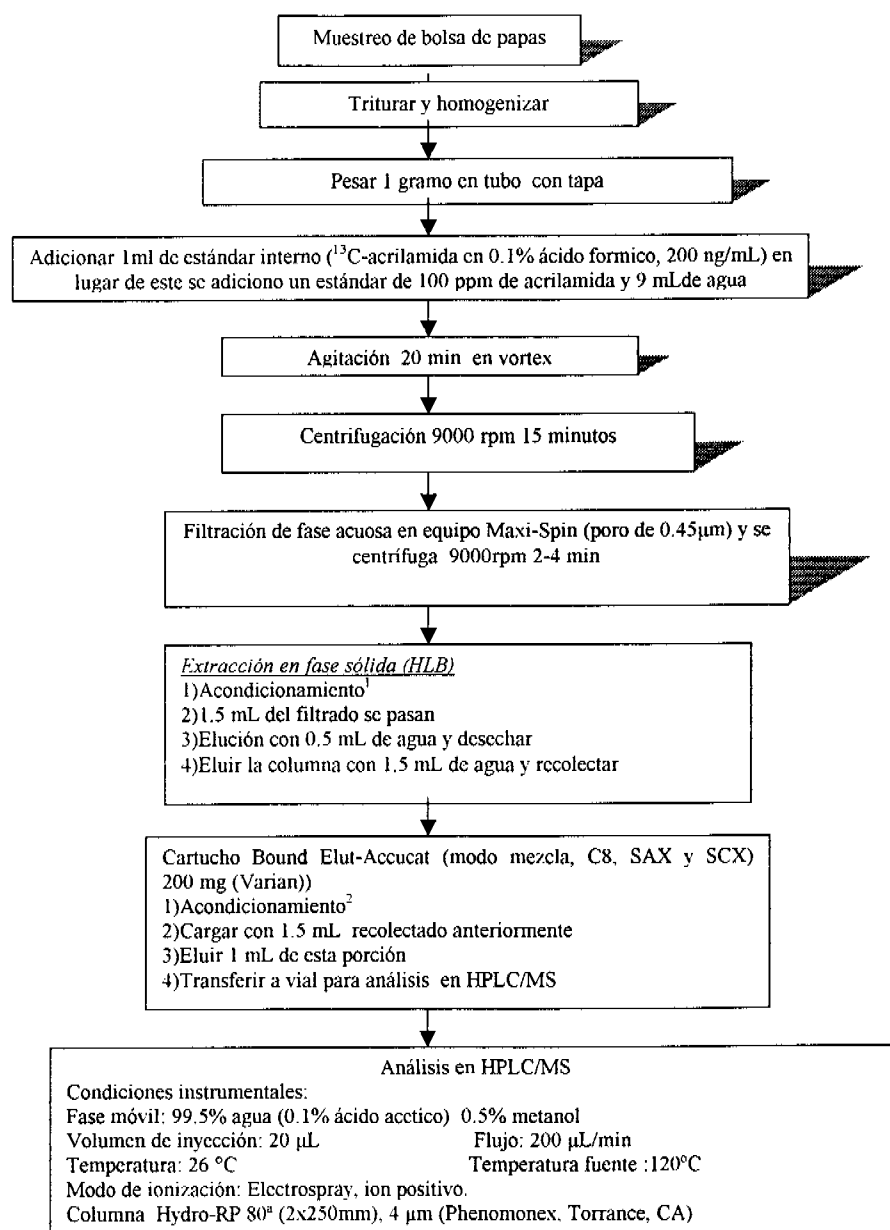 Muestreo de bolsa de papas
Triturar y homogenizar
Pesar 1 gramo en tubo con tapa
Adicionar 1ml de estándar interno (¹³C-acrilamida en 0.1% ácido formico, 200 ng/mL) en
lugar de este se adiciono un estándar de 100 ppm de acrilamida y 9 mLde agua
Agitación 20 min en vortex
Centrifugación 9000 rpm 15 minutos
Filtración de fase acuosa en equipo Maxi-Spin (poro de 0.45µm) y se
centrífuga 9000rpm 2-4 min
Extracción en fase sólida (HLB)
1)Acondicionamiento¹
2)1.5 mL del filtrado se pasan
3)Elución con 0.5 mL de agua y desechar
4)Eluir la columna con 1.5 mL de agua y recolectar
Cartucho Bound Elut-Accucat (modo mezcla, C8, SAX y SCX)
200 mg (Varian))
1)Acondicionamiento²
2)Cargar con 1.5 mL recolectado anteriormente
3)Eluir 1 mL de esta porción
4)Transferir a vial para análisis en HPLC/MS
Análisis en HPLC/MS
Condiciones instrumentales:
Fase móvil: 99.5% agua (0.1% ácido acetico) 0.5% metanol
Volumen de inyección: 20 µL Flujo: 200 µL/min
Temperatura: 26 °C Temperatura fuente :120°C
Modo de ionización: Electrospray, ion positivo.
Columna Hydro-RP 80ª (2x250mm), 4 µm (Phenomonex, Torrance, CA)